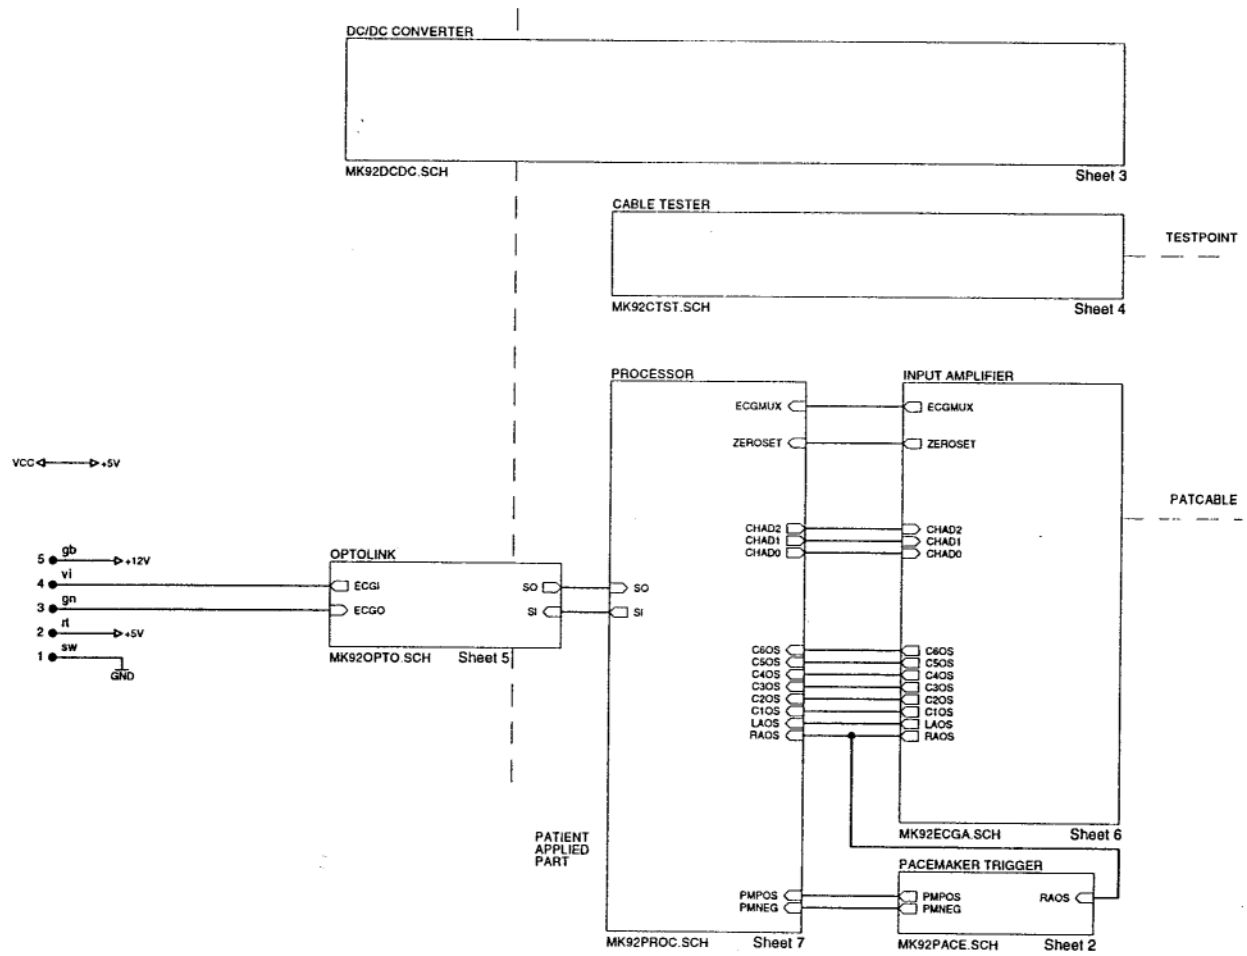 DC/DC CONVERTER
MK92DCDC.SCH Sheet 3
CABLE TESTER
TESTPOINT
MK92CTST.SCH Sheet 4
PROCESSOR INPUT AMPLIFIER
ECGMUX ECGMUX
ZEROSET ZEROSET
VCC +5V
PATCABLE
CHAD2 CHAD2
CHAD1 CHAD1
CHAD0 CHAD0
5 gb +12V
OPTOLINK
4 vi ECGI SO SO
3 gn ECGO SI SI
2 rt +5V
1 sw GND
MK92OPTO.SCH Sheet 5
C6OS C6OS
C5OS C5OS
C4OS C4OS
C3OS C3OS
C2OS C2OS
C1OS C1OS
LAOS LAOS
RAOS RAOS
PATIENT
APPLIED
PART
MK92ECGA.SCH Sheet 6
PACEMAKER TRIGGER
PMPOS PMPOS RAOS
PMNEG PMNEG
MK92PROC.SCH Sheet 7 MK92PACE.SCH Sheet 2